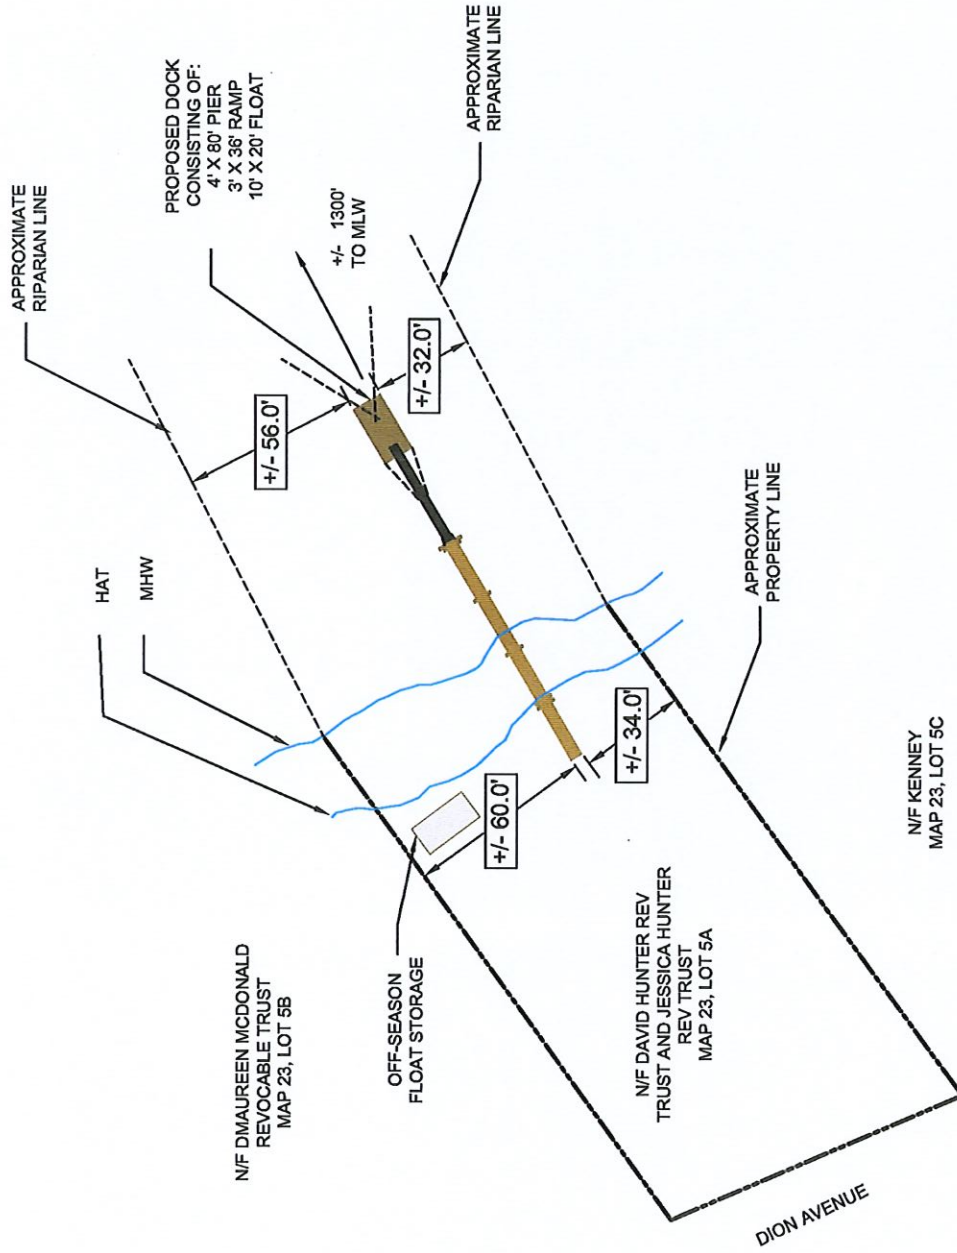 APPROXIMATE
RIPARIAN LINE
HAT
MHW
PROPOSED DOCK
CONSISTING OF:
4' X 80' PIER
3' X 36' RAMP
10' X 20' FLOAT
+/- 1300'
TO MLW
APPROXIMATE
RIPARIAN LINE
+/- 56.0'
+/- 32.0'
N/F DMAUREEN MCDONALD
REVOCABLE TRUST
MAP 23, LOT 5B
OFF-SEASON
FLOAT STORAGE
+/- 60.0'
+/- 34.0'
APPROXIMATE
PROPERTY LINE
N/F DAVID HUNTER REV
TRUST AND JESSICA HUNTER
REV TRUST
MAP 23, LOT 5A
N/F KENNEY
MAP 23, LOT 5C
DION AVENUE